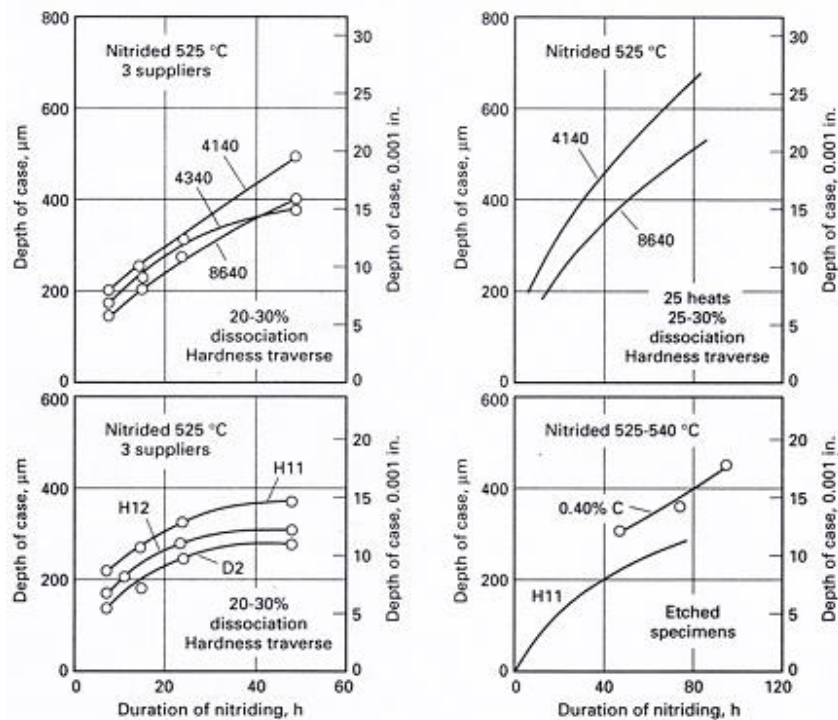 800
600
400
200
0
Depth of case, µm
Nitrided 525 °C
3 suppliers
4140
4340
8640
20-30%
dissociation
Hardness traverse
30
25
20
15
10
5
0
Depth of case, 0.001 in.
800
600
400
200
0
Depth of case, µm
Nitrided 525 °C
4140
8640
25 heats
25-30%
dissociation
Hardness traverse
30
25
20
15
10
5
0
Depth of case, 0.001 in.
600
400
200
0
Depth of case, µm
Nitrided 525 °C
3 suppliers
H11
H12
D2
20-30%
dissociation
Hardness traverse
20
15
10
5
0
Depth of case, 0.001 in.
0 20 40 60
Duration of nitriding, h
600
400
200
0
Depth of case, µm
Nitrided 525-540 °C
0.40% C
H11
Etched
specimens
20
15
10
5
0
Depth of case, 0.001 in.
0 40 80 120
Duration of nitriding, h